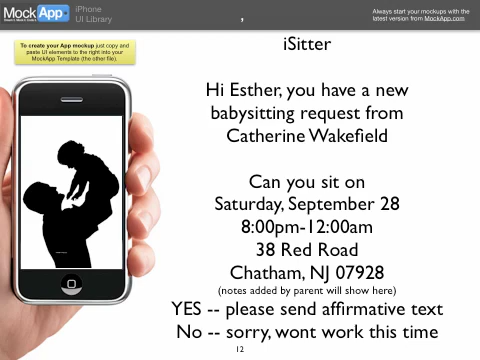 MockApp
iPhone
UI Library
,
Always start your mockups with the
latest version from MockApp.com
To create your App mockup just copy and
paste UI elements to the right into your
MockApp Template (the other file).
iSitter
Hi Esther, you have a new
babysitting request from
Catherine Wakefield
Can you sit on
Saturday, September 28
8:00pm-12:00am
38 Red Road
Chatham, NJ 07928
(notes added by parent will show here)
YES -- please send affirmative text
No -- sorry, wont work this time
12